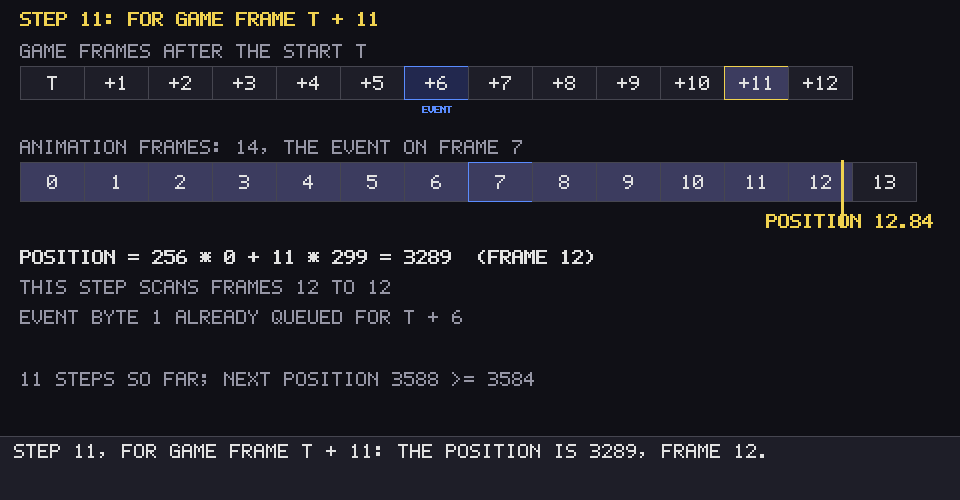 STEP 11: FOR GAME FRAME T + 11
GAME FRAMES AFTER THE START T
T +1 +2 +3 +4 +5 +6 +7 +8 +9 +10 +11 +12
EVENT
ANIMATION FRAMES: 14, THE EVENT ON FRAME 7
0 1 2 3 4 5 6 7 8 9 10 11 12 13
POSITION 12.84
POSITION = 256 * 0 + 11 * 299 = 3289 (FRAME 12)
THIS STEP SCANS FRAMES 12 TO 12
EVENT BYTE 1 ALREADY QUEUED FOR T + 6
11 STEPS SO FAR; NEXT POSITION 3588 >= 3584
STEP 11, FOR GAME FRAME T + 11: THE POSITION IS 3289, FRAME 12.